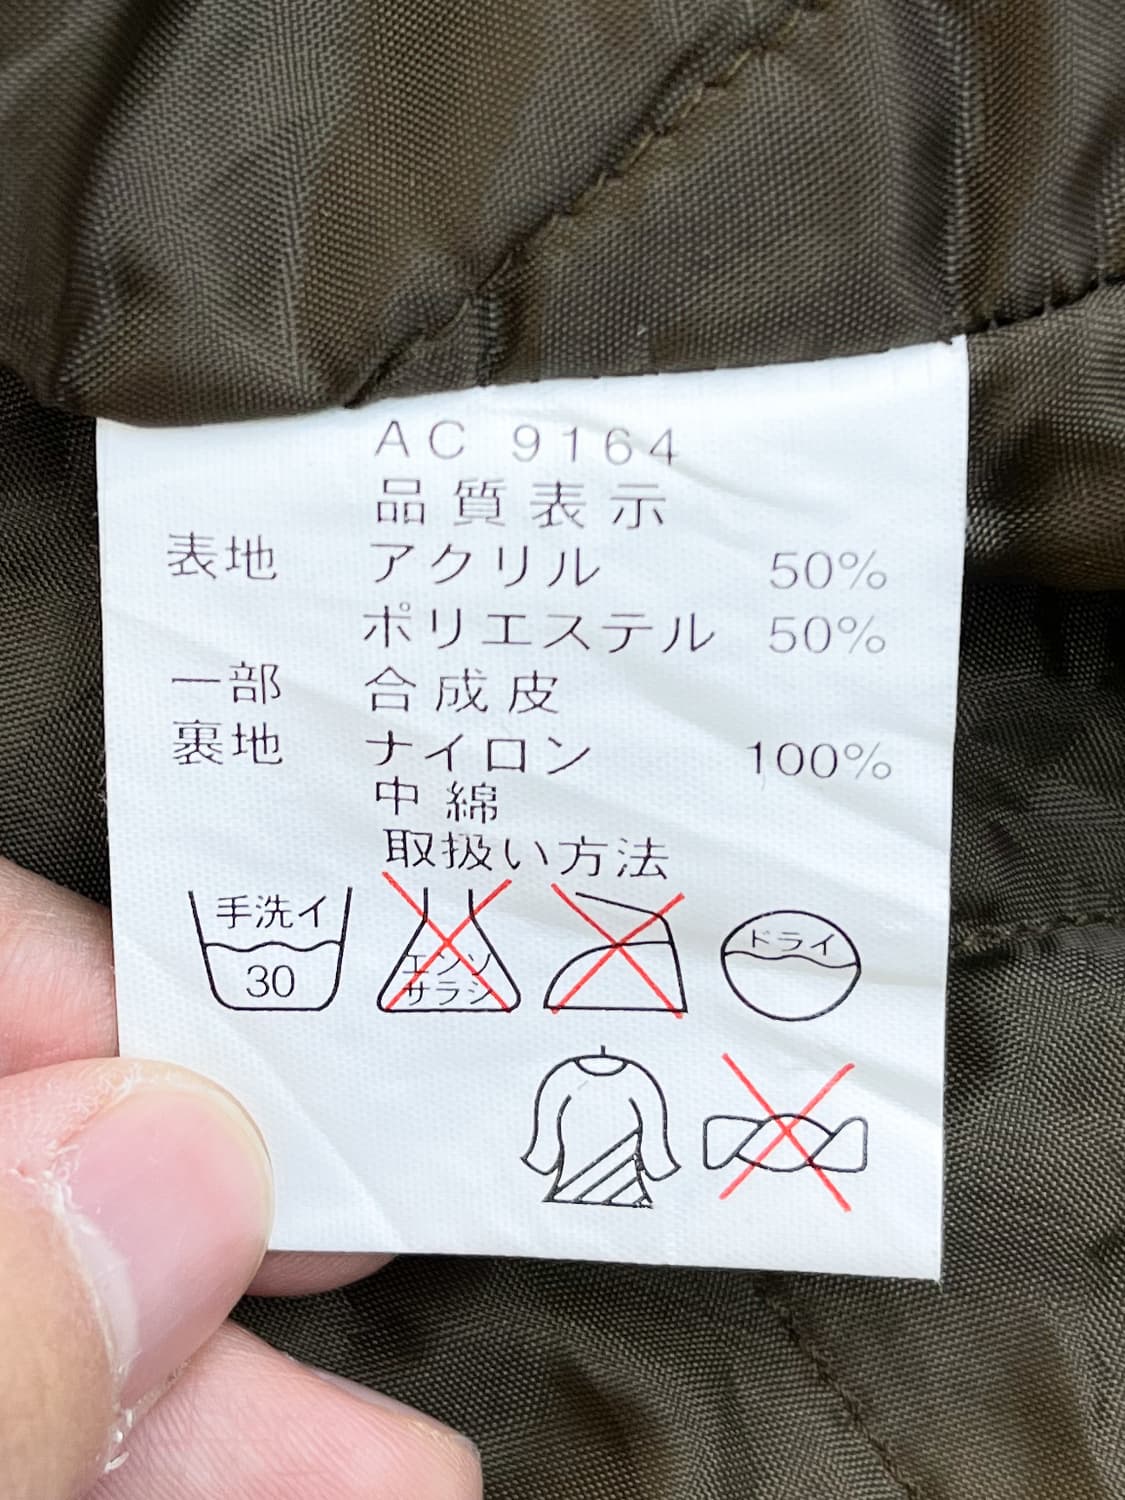 AC 9164
品質表示
表地 アクリル 50%
ポリエステル 50%
一部 合成皮
裏地 ナイロン 100%
中綿
取扱い方法
手洗イ
30
エンソ
サラシ
ドライ